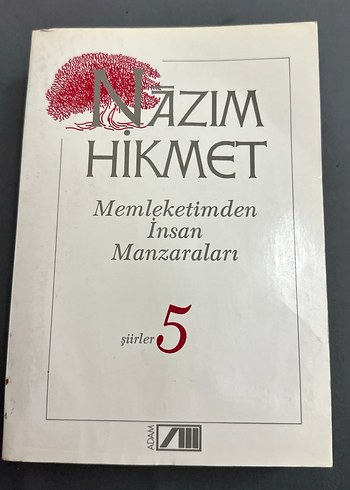 NÂZIM
HİKMET
Memleketimden
İnsan
Manzaraları
şiirler 5
ADAM